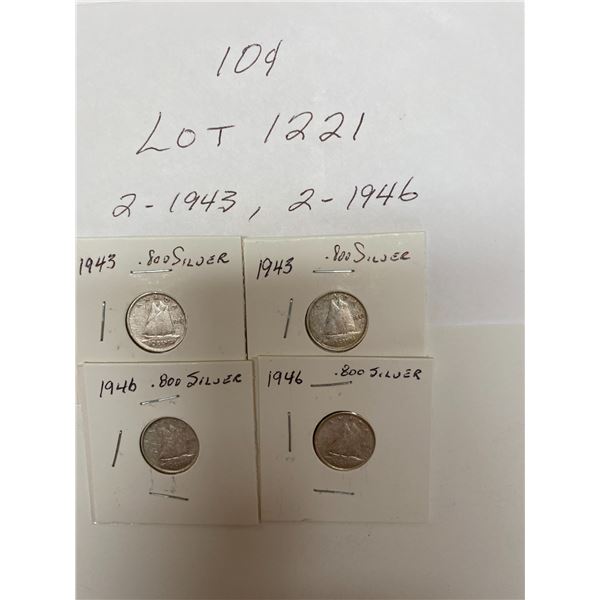 10¢
LOT 1221
2-1943, 2-1946
1943 .800 SILVER
1943 .800 SILVER
1946 .800 SILVER
1946 .800 SILVER